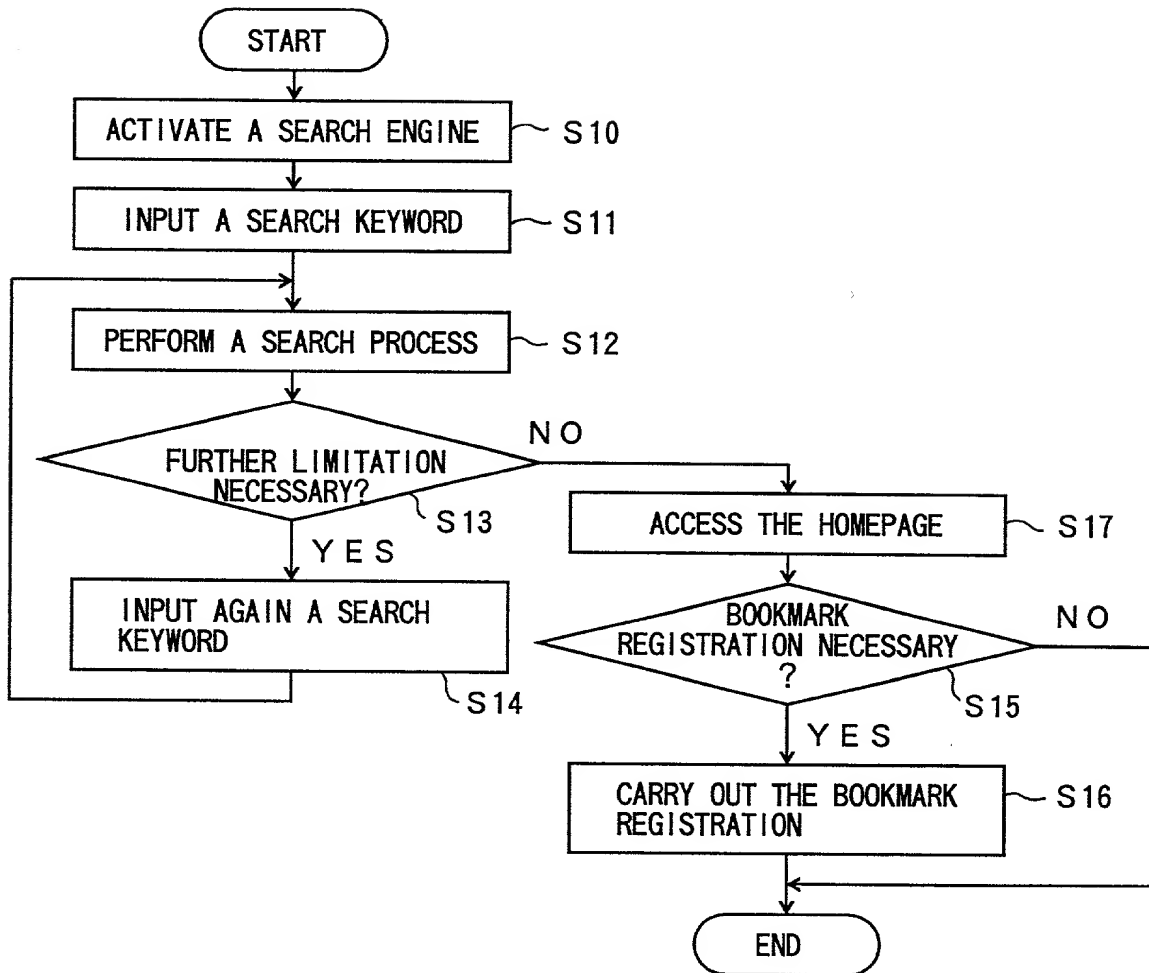 START
ACTIVATE A SEARCH ENGINE
S10
INPUT A SEARCH KEYWORD
S11
PERFORM A SEARCH PROCESS
S12
FURTHER LIMITATION
NECESSARY?
S13
NO
YES
INPUT AGAIN A SEARCH
KEYWORD
S14
ACCESS THE HOMEPAGE
S17
BOOKMARK
REGISTRATION NECESSARY
?
S15
NO
YES
CARRY OUT THE BOOKMARK
REGISTRATION
S16
END